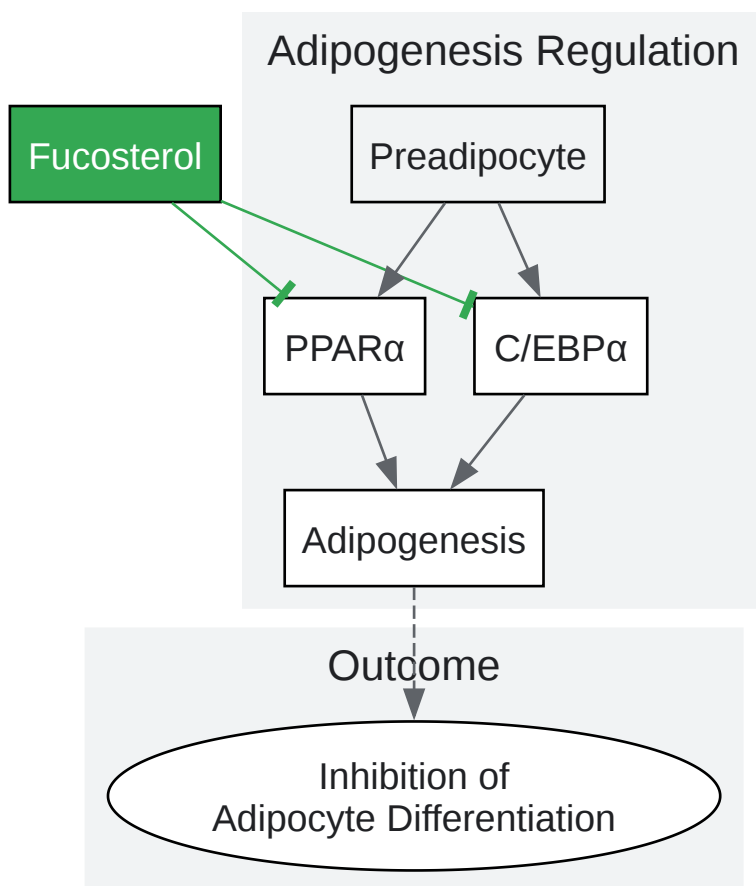 Adipogenesis Regulation
Fucosterol
Preadipocyte
PPARα
C/EBPα
Adipogenesis
Outcome
Inhibition of
Adipocyte Differentiation